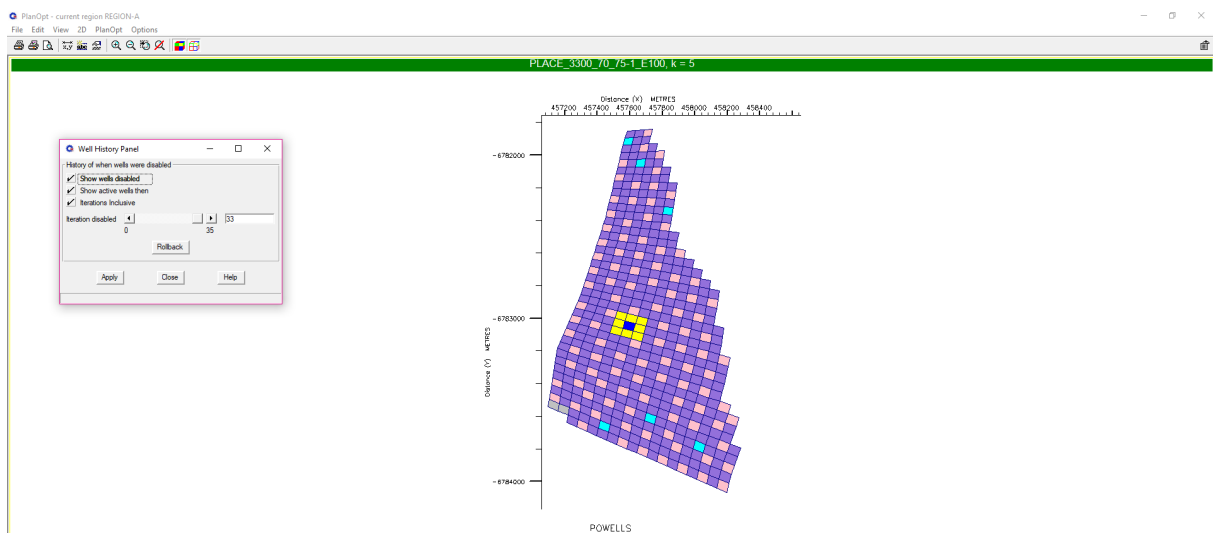 PlanOpt - current region REGION-A
File Edit View 2D PlanOpt Options
PLACE_3300_70_75-1_E100, k = 5
Distance (X) METRES
457200 457400 457600 457800 458000 458200 458400
Well History Panel
History of when wells were disabled
Show wells disabled
Show active wells then
Iterations Inclusive
Iteration disabled 33
0 35
Rollback
Apply Close Help
-6782000
-6783000
Distance (Y) METRES
-6784000
POWELLS